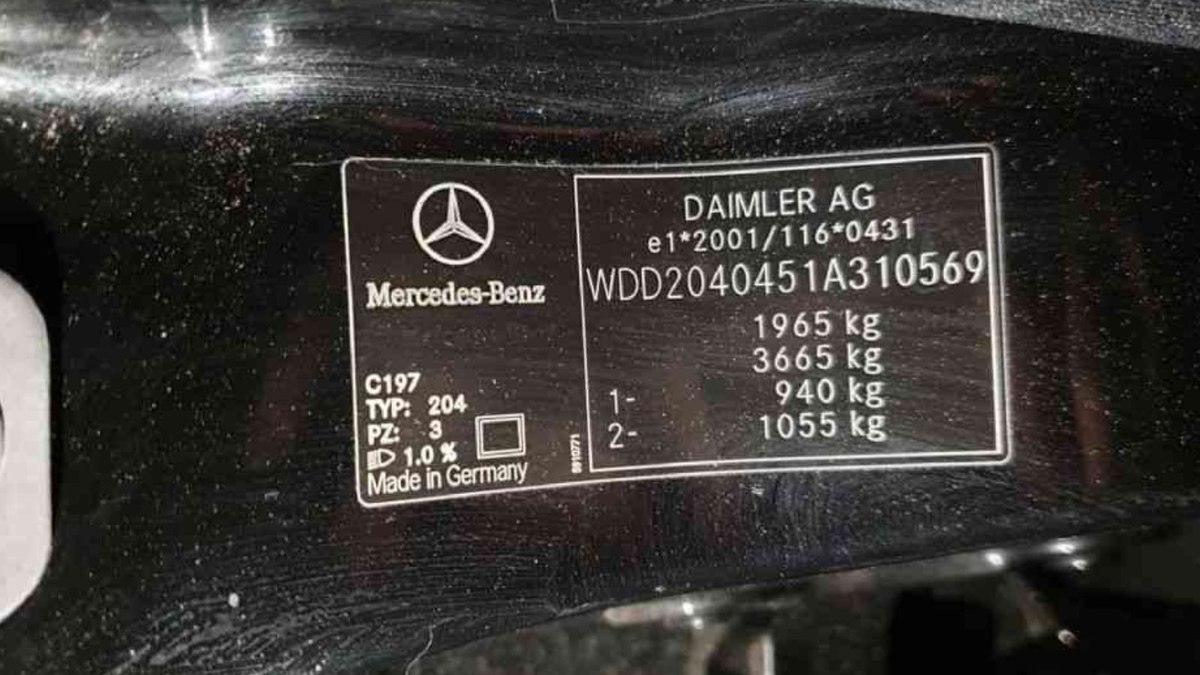 Mercedes-Benz
C197
TYP: 204
PZ: 3
1.0 %
Made in Germany
DAIMLER AG
e1*2001/116*0431
WDD2040451A310569
1965 kg
3665 kg
1- 940 kg
2- 1055 kg